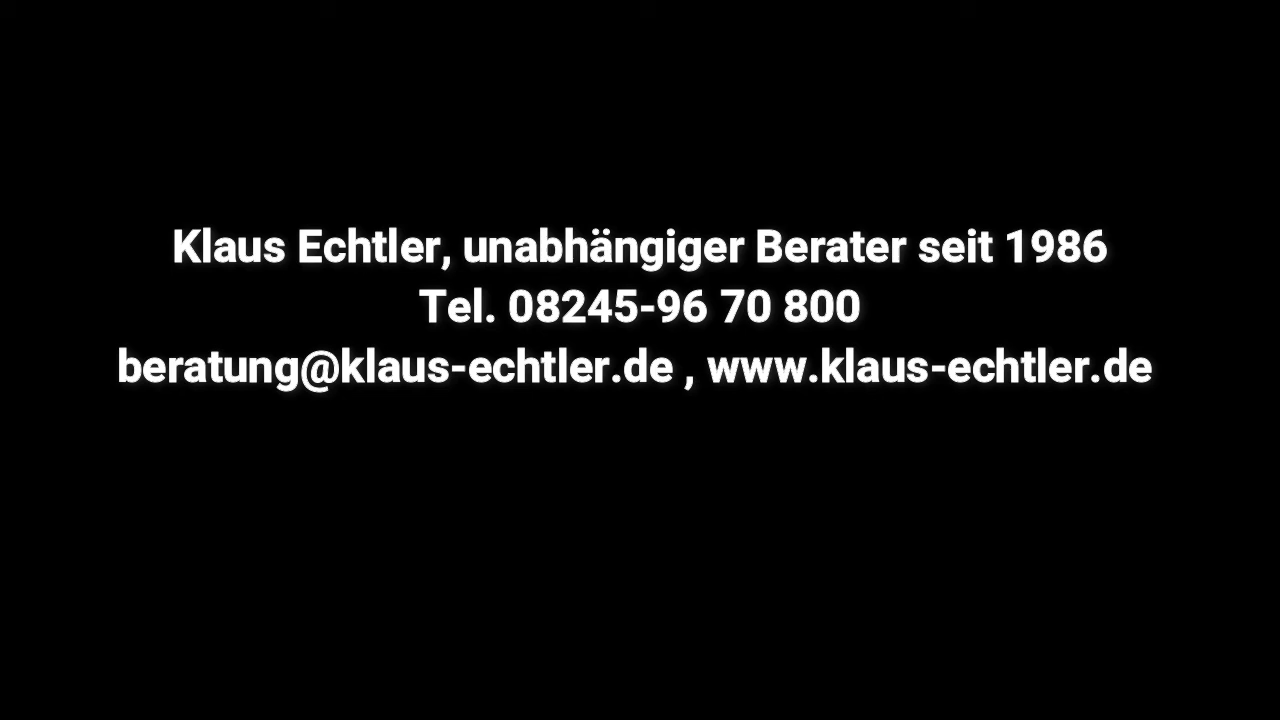 Klaus Echtler, unabhängiger Berater seit 1986
Tel. 08245-96 70 800
beratung@klaus-echtler.de , www.klaus-echtler.de